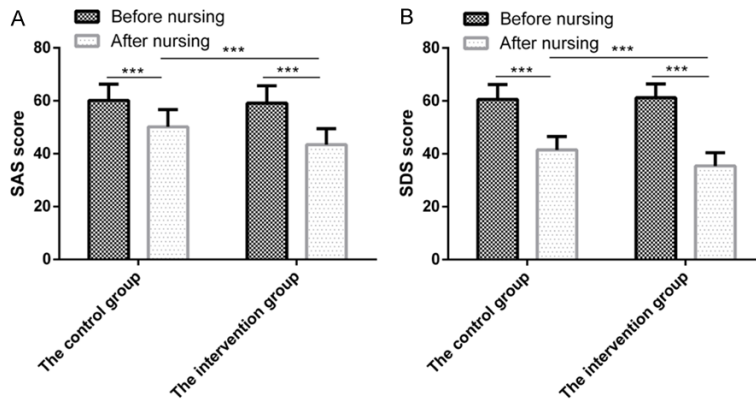 A
Before nursing
After nursing
SAS score
80
60
40
20
0
***
***
***
The control group
The intervention group
B
Before nursing
After nursing
SDS score
80
60
40
20
0
***
***
***
The control group
The intervention group